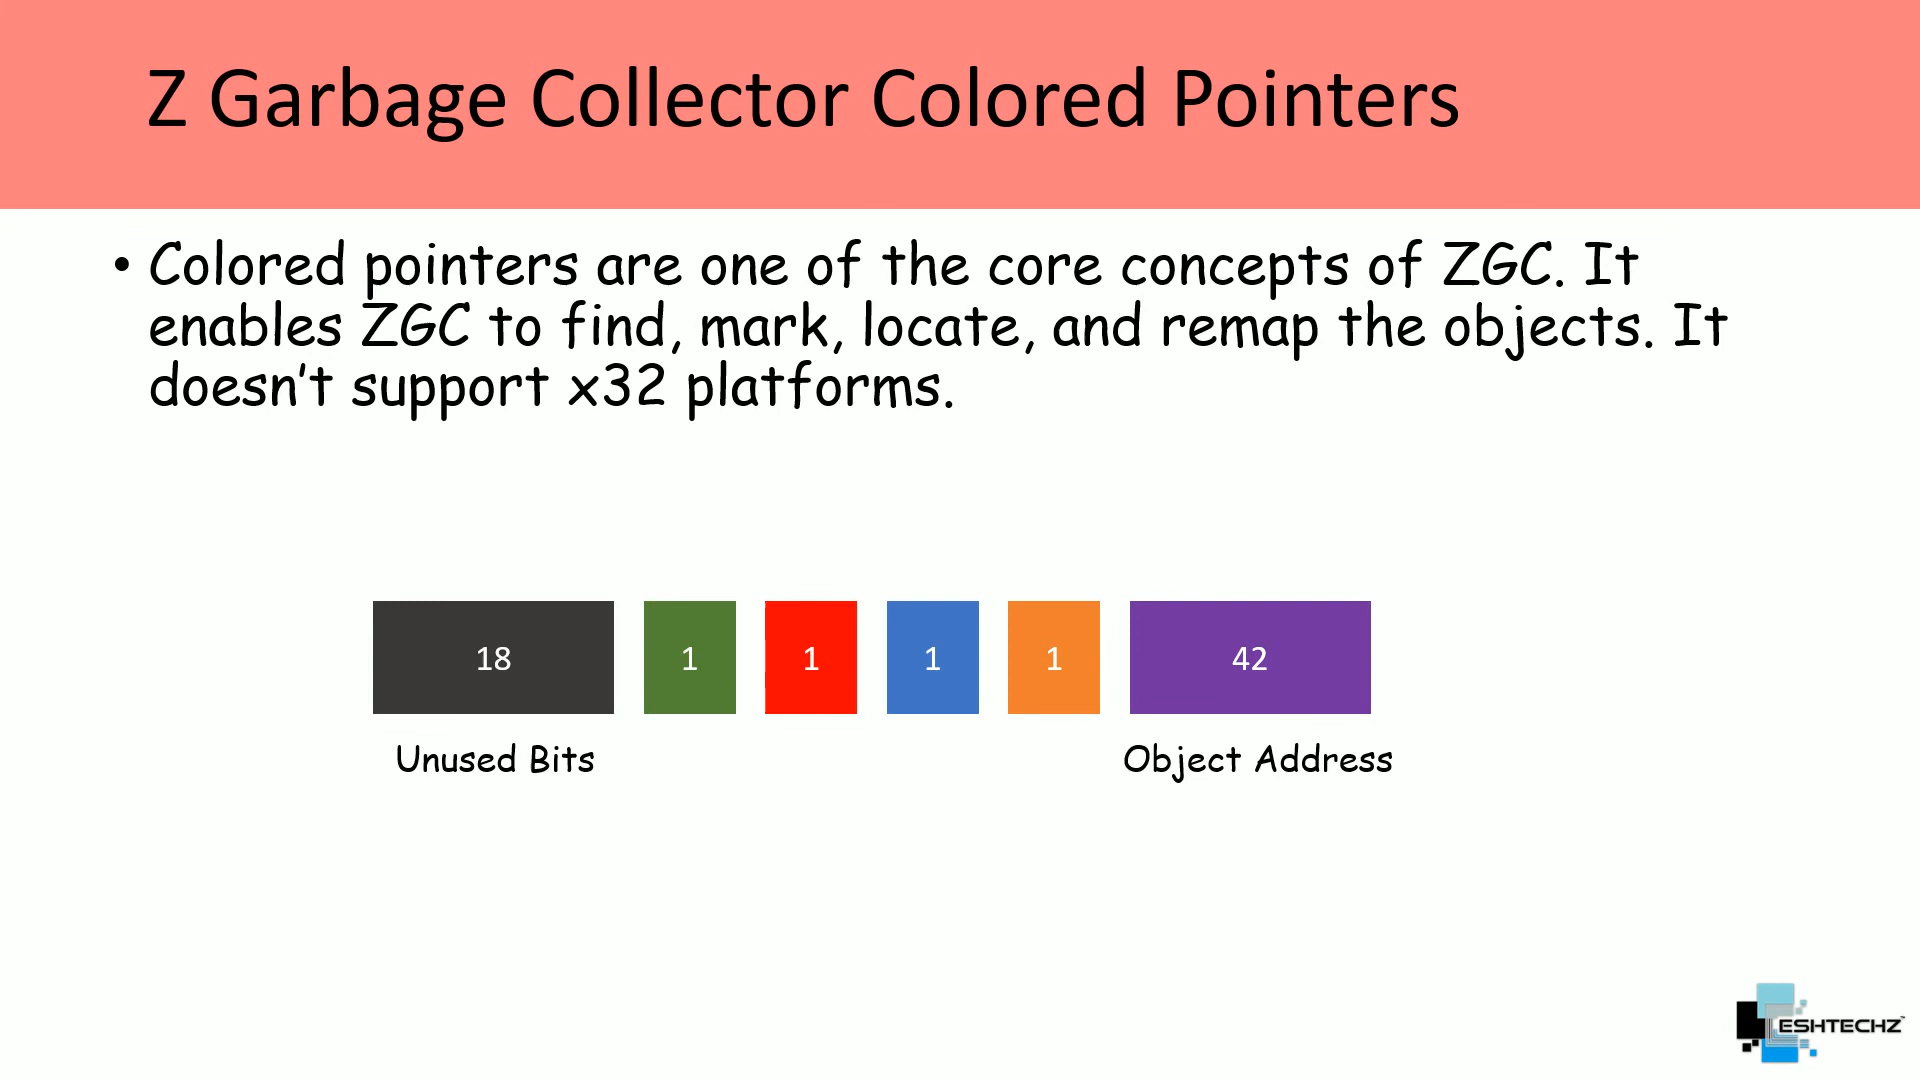 Z Garbage Collector Colored Pointers
• Colored pointers are one of the core concepts of ZGC. It
enables ZGC to find, mark, locate, and remap the objects. It
doesn't support x32 platforms.
18 1 1 1 1 42
Unused Bits Object Address
ESHTECHZ